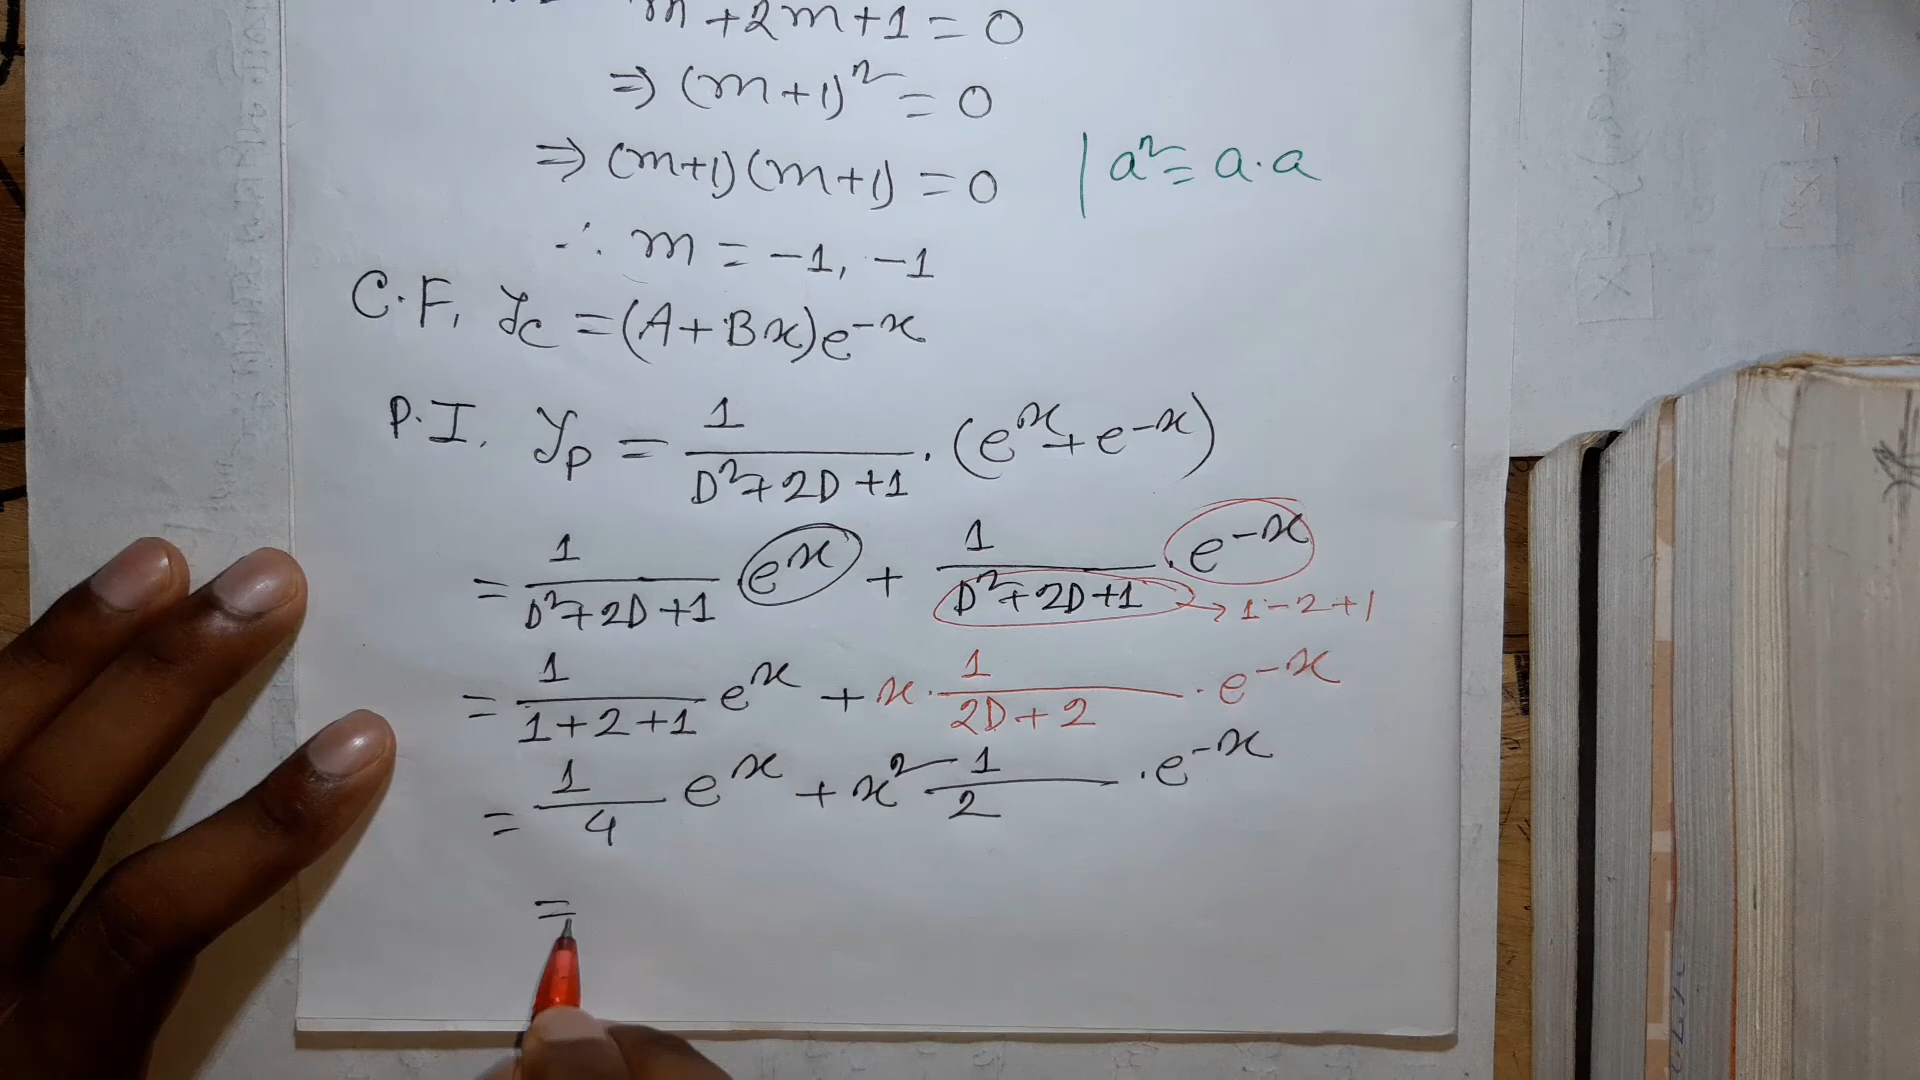 m + 2m + 1 = 0
⇒ (m+1)² = 0
⇒ (m+1)(m+1) = 0 | a² = a·a
∴ m = -1, -1
C.F, y_c = (A+Bx)e^{-x}
P.I, y_p = 1/(D²+2D+1) · (e^x + e^{-x})
= 1/(D²+2D+1) · e^x + 1/(D²+2D+1) · e^{-x} → 1-2+1
= 1/(1+2+1) e^x + x · 1/(2D+2) · e^{-x}
= 1/4 e^x + x² 1/2 · e^{-x}
=